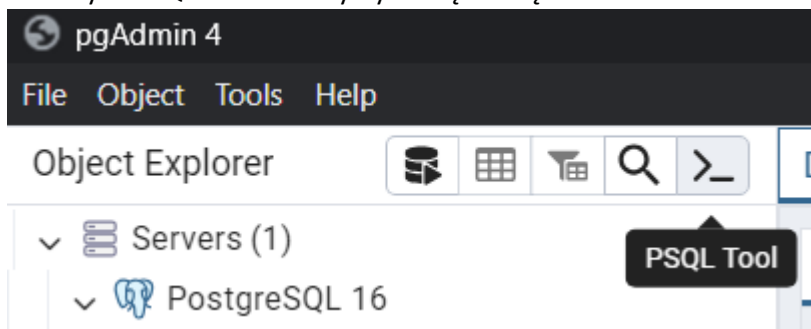 pgAdmin 4
File Object Tools Help
Object Explorer
Servers (1)
PSQL Tool
PostgreSQL 16